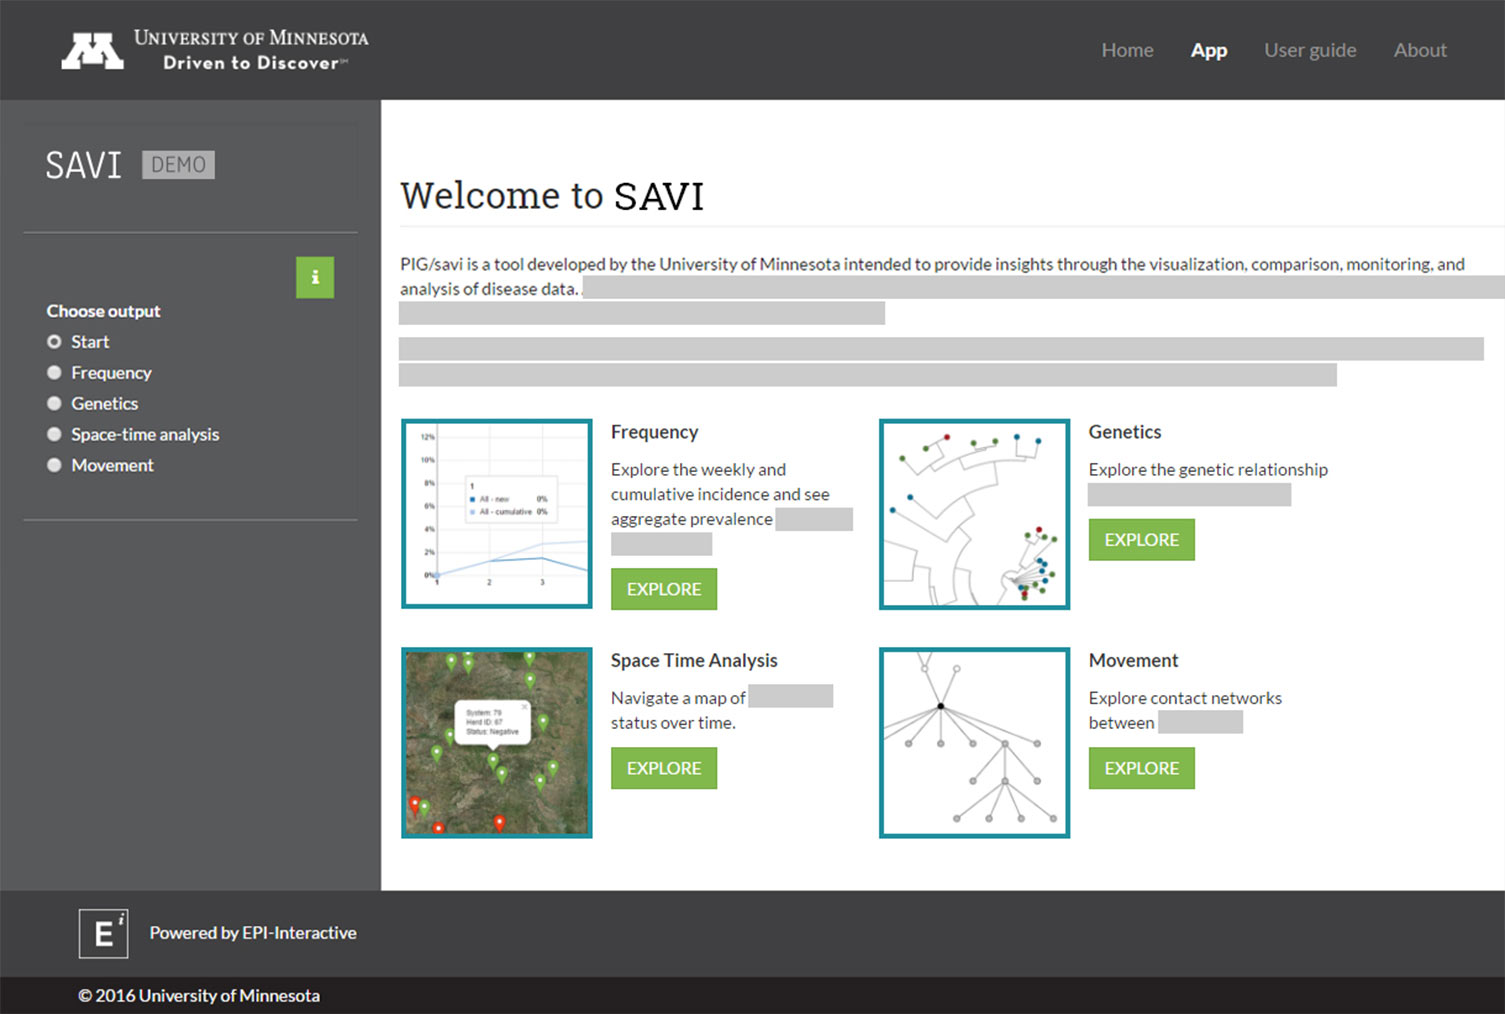 UNIVERSITY OF MINNESOTA
Driven to Discover℠
Home App User guide About
SAVI DEMO
i
Choose output
Start
Frequency
Genetics
Space-time analysis
Movement
Welcome to SAVI
PIG/savi is a tool developed by the University of Minnesota intended to provide insights through the visualization, comparison, monitoring, and
analysis of disease data.
12%
10%
8%
6%
4%
2%
0%
1 2 3
1
All - new 0%
All - cumulative 0%
Frequency
Explore the weekly and
cumulative incidence and see
aggregate prevalence
EXPLORE
Genetics
Explore the genetic relationship
EXPLORE
System: 79
Herd ID: 67
Status: Negative
Space Time Analysis
Navigate a map of
status over time.
EXPLORE
Movement
Explore contact networks
between
EXPLORE
E i
Powered by EPI-Interactive
© 2016 University of Minnesota